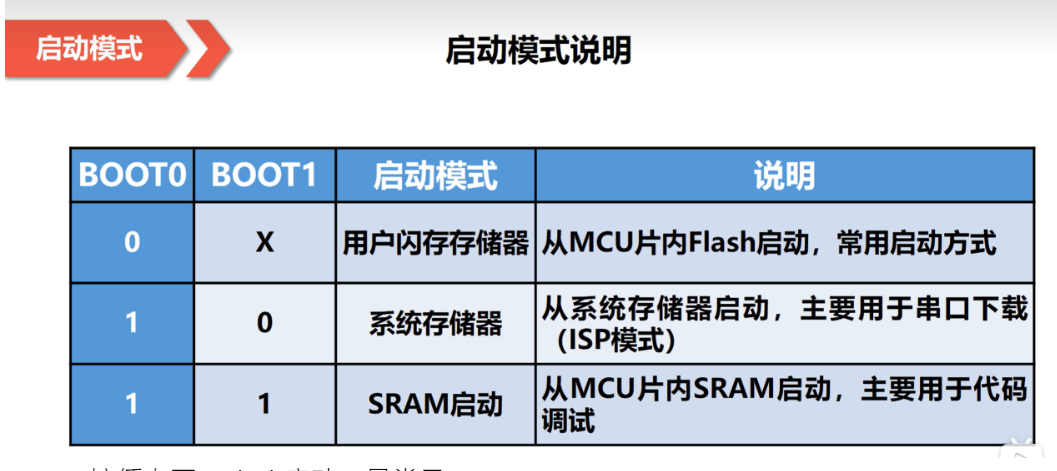 启动模式
启动模式说明
BOOT0 BOOT1 启动模式 说明
0 X 用户闪存存储器 从MCU片内Flash启动，常用启动方式
1 0 系统存储器 从系统存储器启动，主要用于串口下载
（ISP模式）
1 1 SRAM启动 从MCU片内SRAM启动，主要用于代码
调试